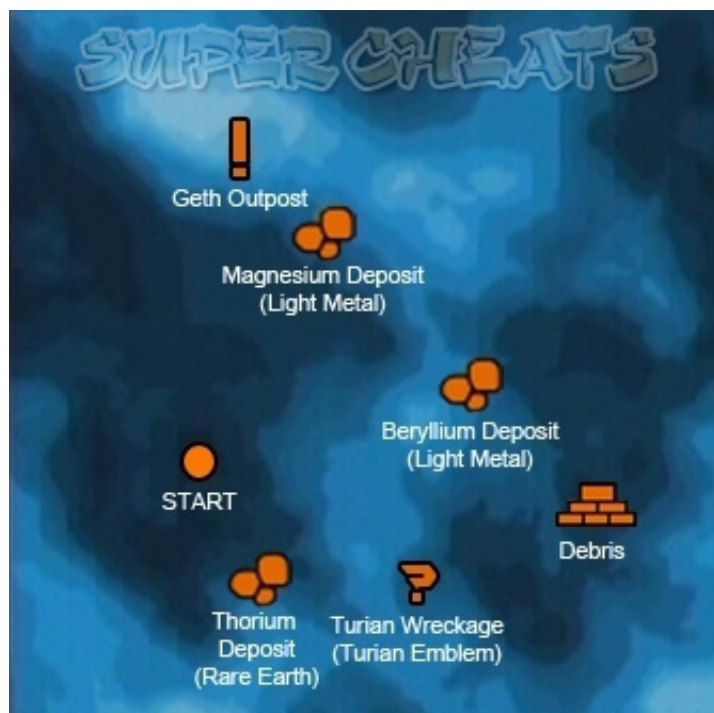 SUPER CHEATS
Geth Outpost
Magnesium Deposit
(Light Metal)
Beryllium Deposit
(Light Metal)
START
Debris
Thorium
Deposit
(Rare Earth)
Turian Wreckage
(Turian Emblem)